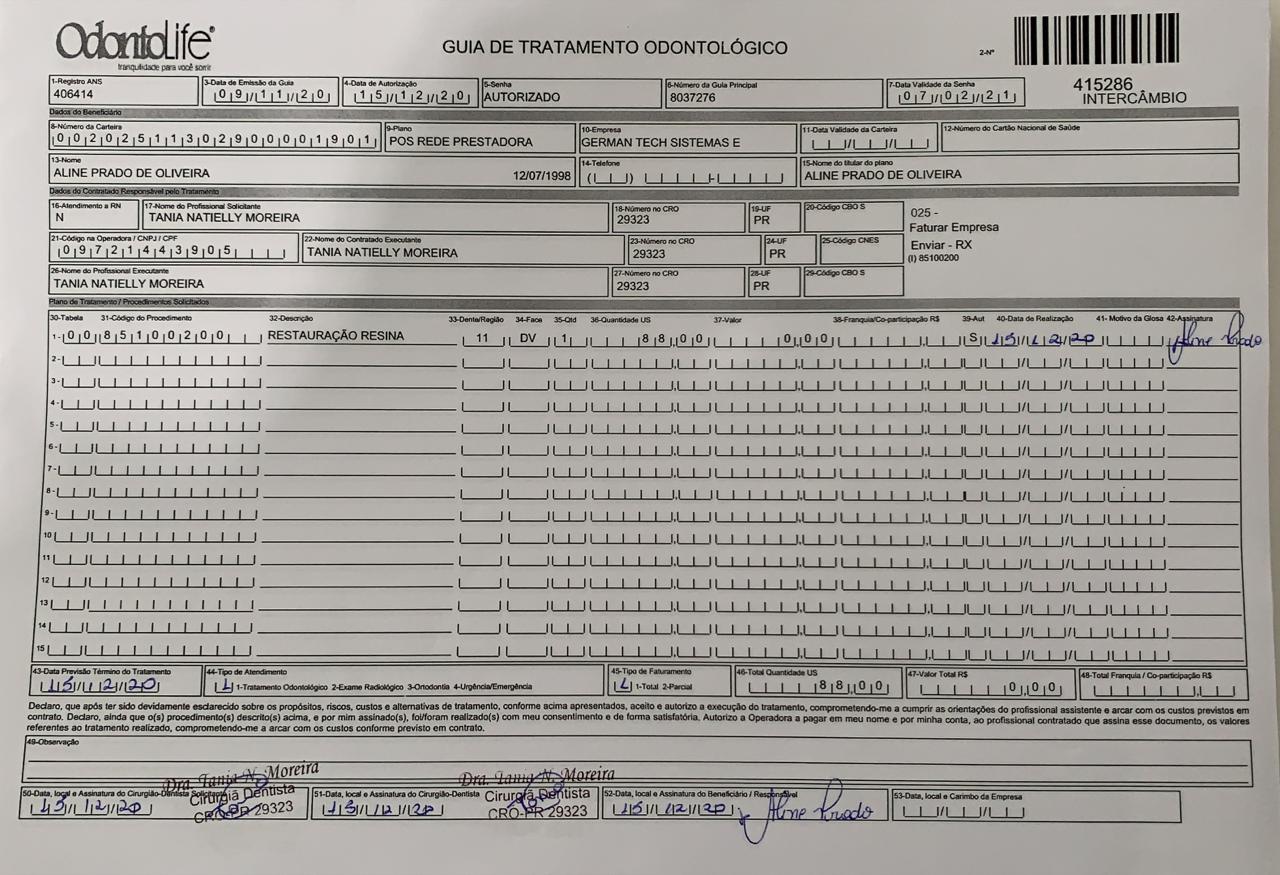 OdontoLife®
tranquilidade para você sorrir
GUIA DE TRATAMENTO ODONTOLÓGICO
2-Nº
415286
INTERCÂMBIO
1-Registro ANS
406414
3-Data de Emissão da Guia
09/11/20
4-Data de Autorização
15/12/20
5-Senha
AUTORIZADO
6-Número da Guia Principal
8037276
7-Data Validade da Senha
07/02/21
Dados do Beneficiário
8-Número da Carteira
00202511302900001901
9-Plano
POS REDE PRESTADORA
10-Empresa
GERMAN TECH SISTEMAS E
11-Data Validade da Carteira
12-Número do Cartão Nacional de Saúde
13-Nome
ALINE PRADO DE OLIVEIRA 12/07/1998
14-Telefone
15-Nome do titular do plano
ALINE PRADO DE OLIVEIRA
Dados do Contratado Responsável pelo Tratamento
16-Atendimento a RN
N
17-Nome do Profissional Solicitante
TANIA NATIELLY MOREIRA
18-Número no CRO
29323
19-UF
PR
20-Código CBO S
025 -
Faturar Empresa
Enviar - RX
(I) 85100200
21-Código na Operadora / CNPJ / CPF
09721443905
22-Nome do Contratado Executante
TANIA NATIELLY MOREIRA
23-Número no CRO
29323
24-UF
PR
25-Código CNES
26-Nome do Profissional Executante
TANIA NATIELLY MOREIRA
27-Número no CRO
29323
28-UF
PR
29-Código CBO S
Plano de Tratamento / Procedimentos Solicitados
30-Tabela 31-Código do Procedimento 32-Descrição 33-Dente/Região 34-Face 35-Qtd 36-Quantidade US 37-Valor 38-Franquia/Co-participação R$ 39-Aut 40-Data de Realização 41- Motivo da Glosa 42-Assinatura
1- 00 85100200 RESTAURAÇÃO RESINA 11 DV 1 88,00 0,00 S 15/12/20 Aline Prado
2-
3-
4-
5-
6-
7-
8-
9-
10
11
12
13
14
15
43-Data Previsão Término do Tratamento
15/12/20
44-Tipo de Atendimento
1 1-Tratamento Odontológico 2-Exame Radiológico 3-Ortodontia 4-Urgência/Emergência
45-Tipo de Faturamento
1 1-Total 2-Parcial
46-Total Quantidade US
88,00
47-Valor Total R$
0,00
48-Total Franquia / Co-participação R$
Declaro, que após ter sido devidamente esclarecido sobre os propósitos, riscos, custos e alternativas de tratamento, conforme acima apresentados, aceito e autorizo a execução do tratamento, comprometendo-me a cumprir as orientações do profissional assistente e arcar com os custos previstos em
contrato. Declaro, ainda que o(s) procedimento(s) descrito(s) acima, e por mim assinado(s), foi/foram realizado(s) com meu consentimento e de forma satisfatória. Autorizo a Operadora a pagar em meu nome e por minha conta, ao profissional contratado que assina esse documento, os valores
referentes ao tratamento realizado, comprometendo-me a arcar com os custos conforme previsto em contrato.
49-Observação
50-Data, local e Assinatura do Cirurgião-Dentista Solicitante
15/12/20
Dra. Tania N. Moreira
Cirurgiã Dentista
CRO-PR 29323
51-Data, local e Assinatura do Cirurgião-Dentista
15/12/20
Dra. Tania N. Moreira
Cirurgiã Dentista
CRO-PR 29323
52-Data, local e Assinatura do Beneficiário / Responsável
15/12/20 Aline Prado
53-Data, local e Carimbo da Empresa